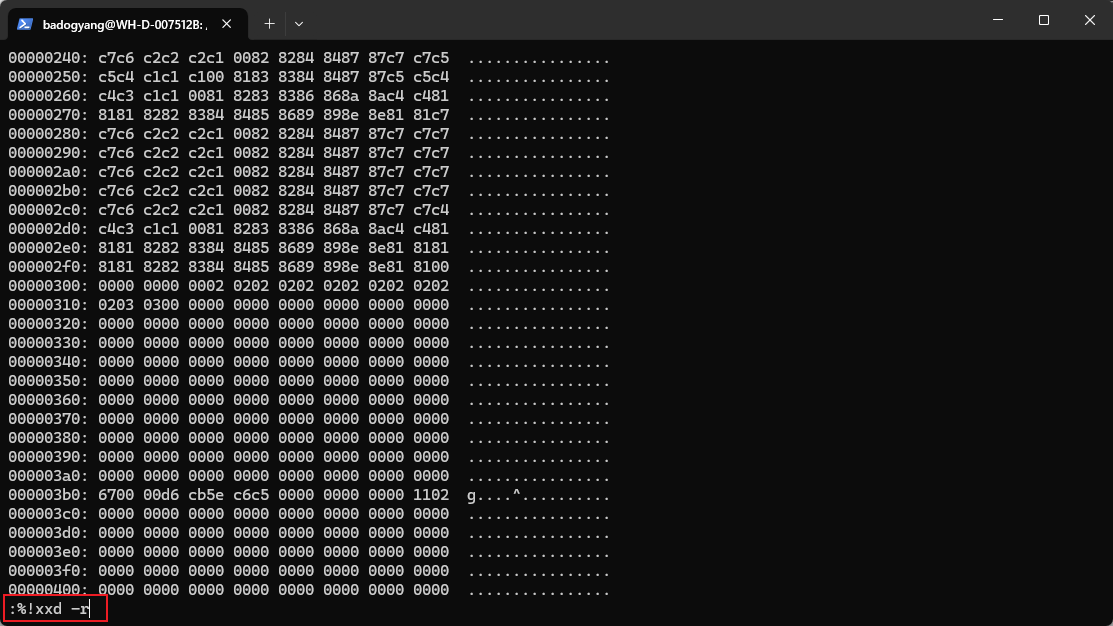 badogyang@WH-D-007512B: ,
00000240: c7c6 c2c2 c2c1 0082 8284 8487 87c7 c7c5  ................
00000250: c5c4 c1c1 c100 8183 8384 8487 87c5 c5c4  ................
00000260: c4c3 c1c1 0081 8283 8386 868a 8ac4 c481  ................
00000270: 8181 8282 8384 8485 8689 898e 8e81 81c7  ................
00000280: c7c6 c2c2 c2c1 0082 8284 8487 87c7 c7c7  ................
00000290: c7c6 c2c2 c2c1 0082 8284 8487 87c7 c7c7  ................
000002a0: c7c6 c2c2 c2c1 0082 8284 8487 87c7 c7c7  ................
000002b0: c7c6 c2c2 c2c1 0082 8284 8487 87c7 c7c7  ................
000002c0: c7c6 c2c2 c2c1 0082 8284 8487 87c7 c7c4  ................
000002d0: c4c3 c1c1 0081 8283 8386 868a 8ac4 c481  ................
000002e0: 8181 8282 8384 8485 8689 898e 8e81 8181  ................
000002f0: 8181 8282 8384 8485 8689 898e 8e81 8100  ................
00000300: 0000 0000 0002 0202 0202 0202 0202 0202  ................
00000310: 0203 0300 0000 0000 0000 0000 0000 0000  ................
00000320: 0000 0000 0000 0000 0000 0000 0000 0000  ................
00000330: 0000 0000 0000 0000 0000 0000 0000 0000  ................
00000340: 0000 0000 0000 0000 0000 0000 0000 0000  ................
00000350: 0000 0000 0000 0000 0000 0000 0000 0000  ................
00000360: 0000 0000 0000 0000 0000 0000 0000 0000  ................
00000370: 0000 0000 0000 0000 0000 0000 0000 0000  ................
00000380: 0000 0000 0000 0000 0000 0000 0000 0000  ................
00000390: 0000 0000 0000 0000 0000 0000 0000 0000  ................
000003a0: 0000 0000 0000 0000 0000 0000 0000 0000  ................
000003b0: 6700 00d6 cb5e c6c5 0000 0000 0000 1102  g....^..........
000003c0: 0000 0000 0000 0000 0000 0000 0000 0000  ................
000003d0: 0000 0000 0000 0000 0000 0000 0000 0000  ................
000003e0: 0000 0000 0000 0000 0000 0000 0000 0000  ................
000003f0: 0000 0000 0000 0000 0000 0000 0000 0000  ................
00000400: 0000 0000 0000 0000 0000 0000 0000 0000  ................
:%!xxd -r